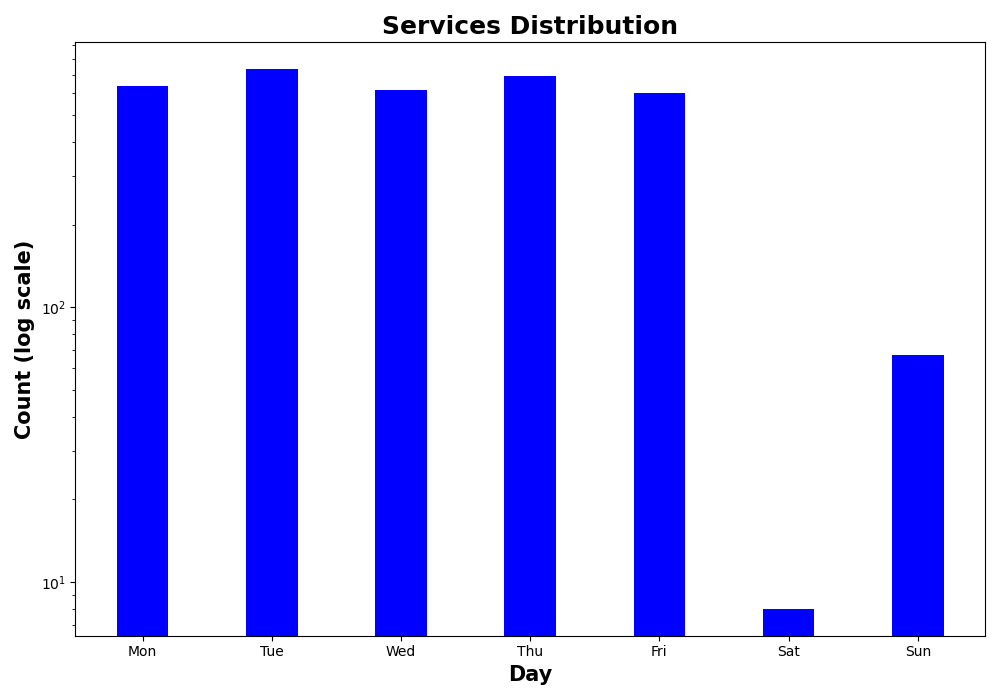 Services Distribution
Count (log scale)
10²
10¹
Mon Tue Wed Thu Fri Sat Sun
Day